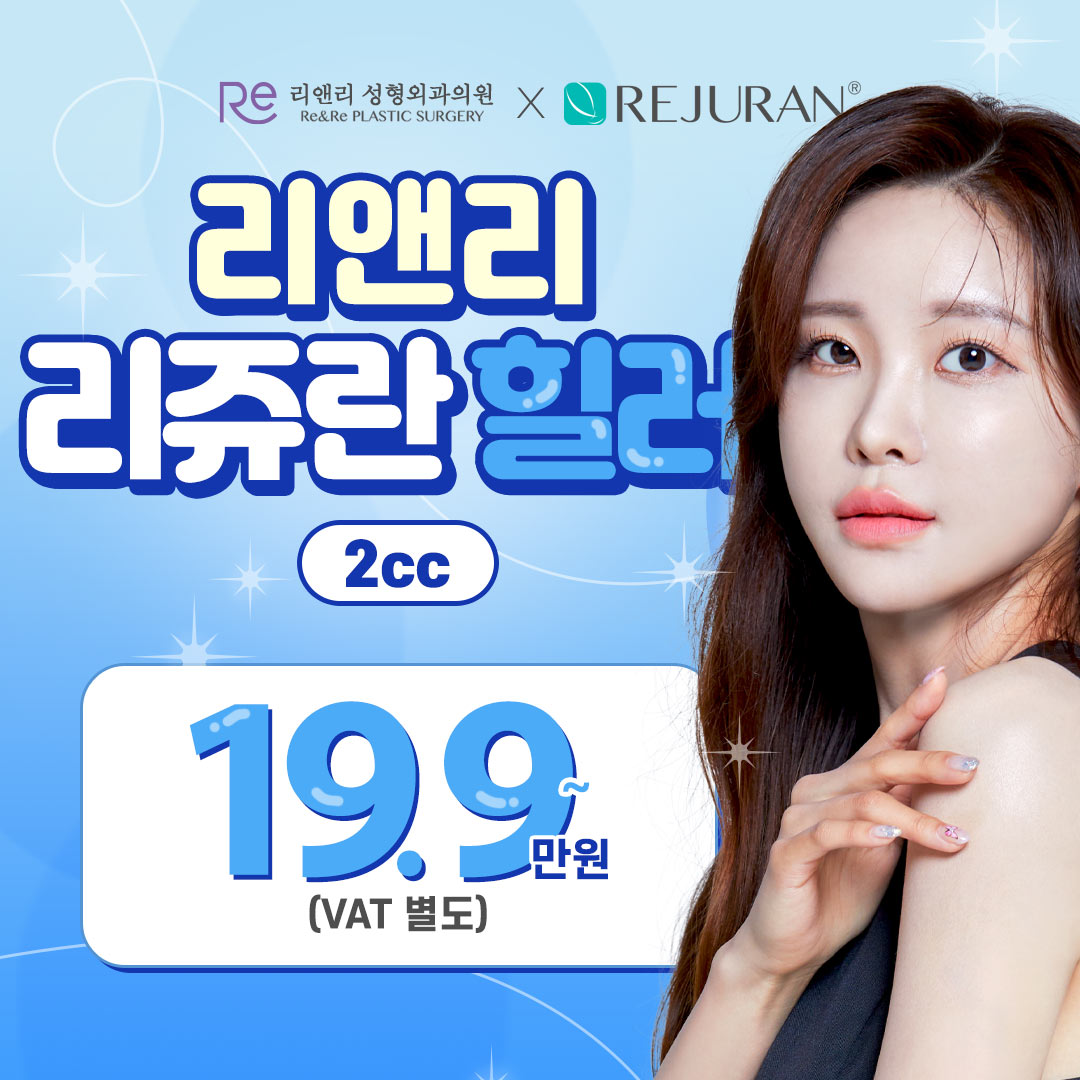 Re 리앤리 성형외과의원 X REJURAN®
Re&Re PLASTIC SURGERY
리앤리
리쥬란 힐러
2cc
19.9~만원
(VAT 별도)